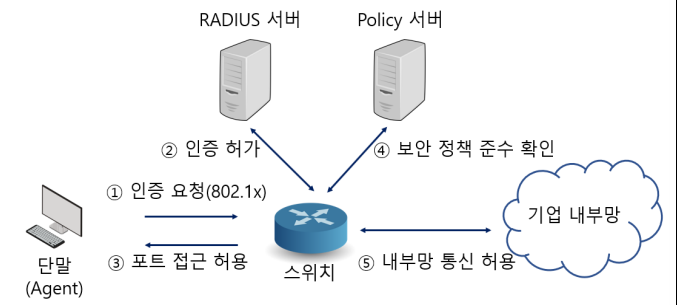 RADIUS 서버
Policy 서버
② 인증 허가
④ 보안 정책 준수 확인
① 인증 요청(802.1x)
기업 내부망
③ 포트 접근 허용
⑤ 내부망 통신 허용
단말
(Agent)
스위치